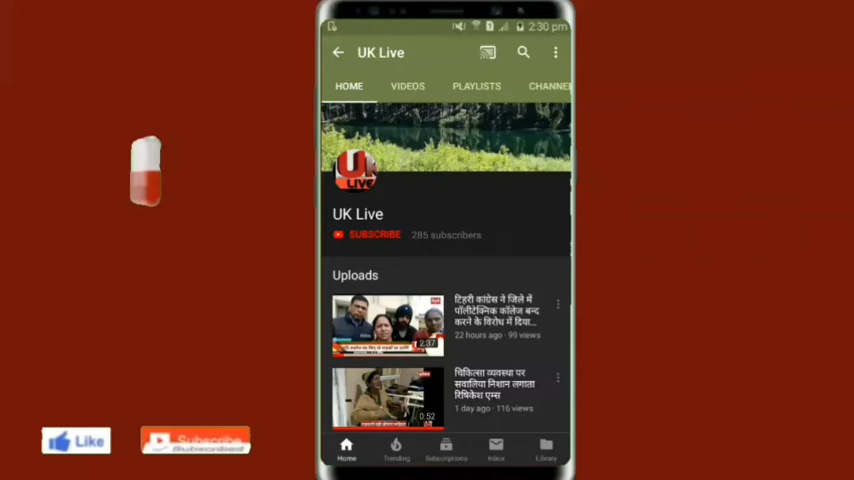 2:30 pm
UK Live
HOME VIDEOS PLAYLISTS CHANNE
UK
LIVE
UK Live
SUBSCRIBE 285 subscribers
Uploads
टिहरी कांग्रेस ने जिले में
पॉलीटेक्निक कॉलेज बन्द
करने के विरोध में दिया...
22 hours ago · 99 views
2:37
चिकित्सा व्यवस्था पर
सवालिया निशान लगाता
रिषिकेश एम्स
1 day ago · 116 views
0:52
Home Trending Subscriptions Inbox Library
Like
Subscribe
Subscribed